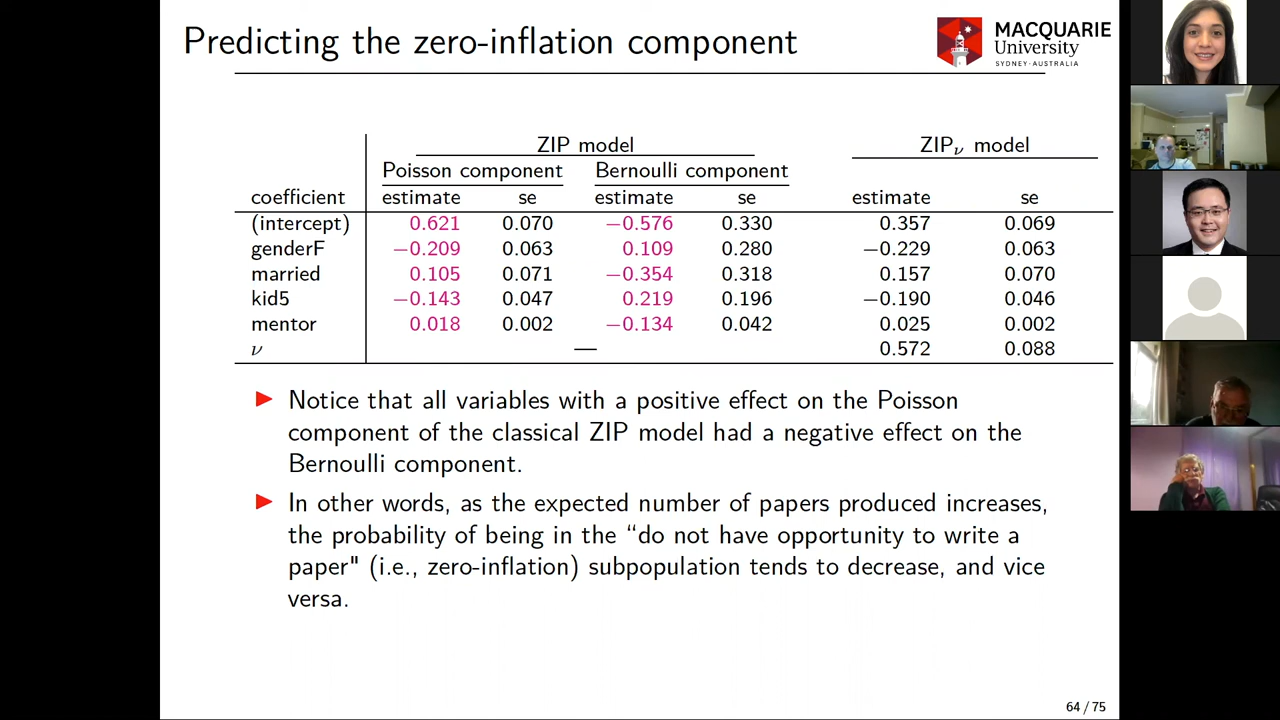 Predicting the zero-inflation component
MACQUARIE
University
SYDNEY · AUSTRALIA
ZIP model ZIPν model
Poisson component Bernoulli component
coefficient estimate se estimate se estimate se
(intercept) 0.621 0.070 −0.576 0.330 0.357 0.069
genderF −0.209 0.063 0.109 0.280 −0.229 0.063
married 0.105 0.071 −0.354 0.318 0.157 0.070
kid5 −0.143 0.047 0.219 0.196 −0.190 0.046
mentor 0.018 0.002 −0.134 0.042 0.025 0.002
ν — 0.572 0.088
Notice that all variables with a positive effect on the Poisson
component of the classical ZIP model had a negative effect on the
Bernoulli component.
In other words, as the expected number of papers produced increases,
the probability of being in the “do not have opportunity to write a
paper" (i.e., zero-inflation) subpopulation tends to decrease, and vice
versa.
64 / 75